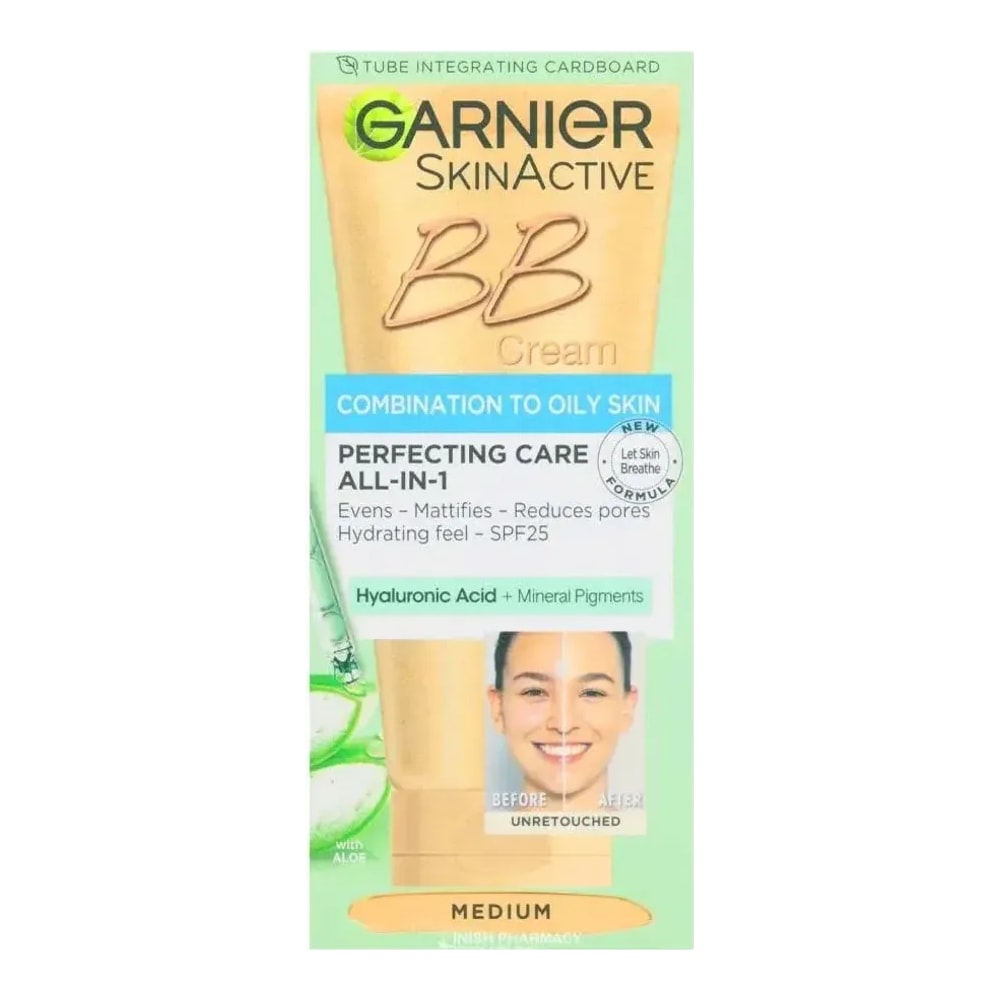 TUBE INTEGRATING CARDBOARD
GARNIER
SKINACTIVE
BB
Cream
COMBINATION TO OILY SKIN
PERFECTING CARE
ALL-IN-1
NEW
Let Skin
Breathe
FORMULA
Evens – Mattifies – Reduces pores
Hydrating feel – SPF25
Hyaluronic Acid + Mineral Pigments
BEFORE AFTER
UNRETOUCHED
with
ALOE
MEDIUM
INISH PHARMACY